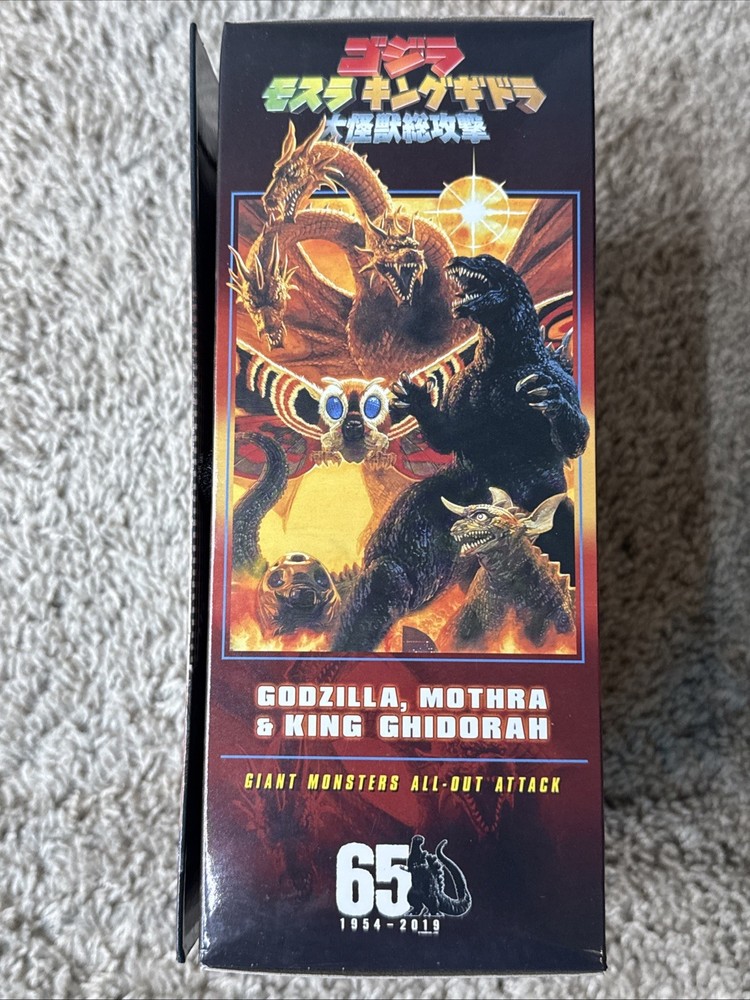 ゴジラ
モスラ キングギドラ
大怪獣総攻撃
GODZILLA, MOTHRA
& KING GHIDORAH
GIANT MONSTERS ALL-OUT ATTACK
65
1954-2019